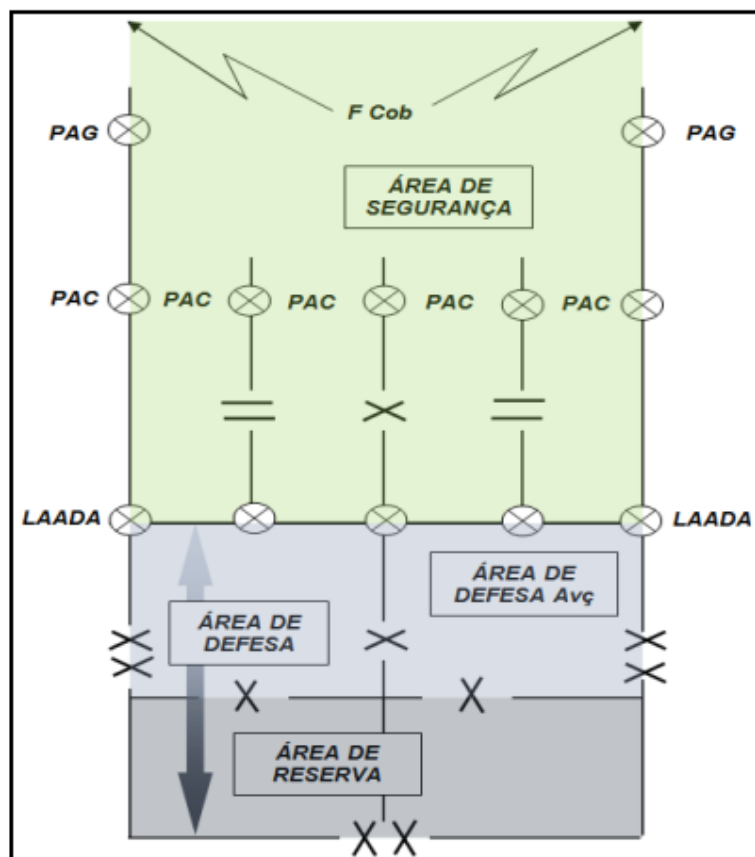 F Cob
PAG PAG
ÁREA DE
SEGURANÇA
PAC PAC PAC PAC PAC
LAADA LAADA
ÁREA DE
DEFESA Avç
ÁREA DE
DEFESA
ÁREA DE
RESERVA